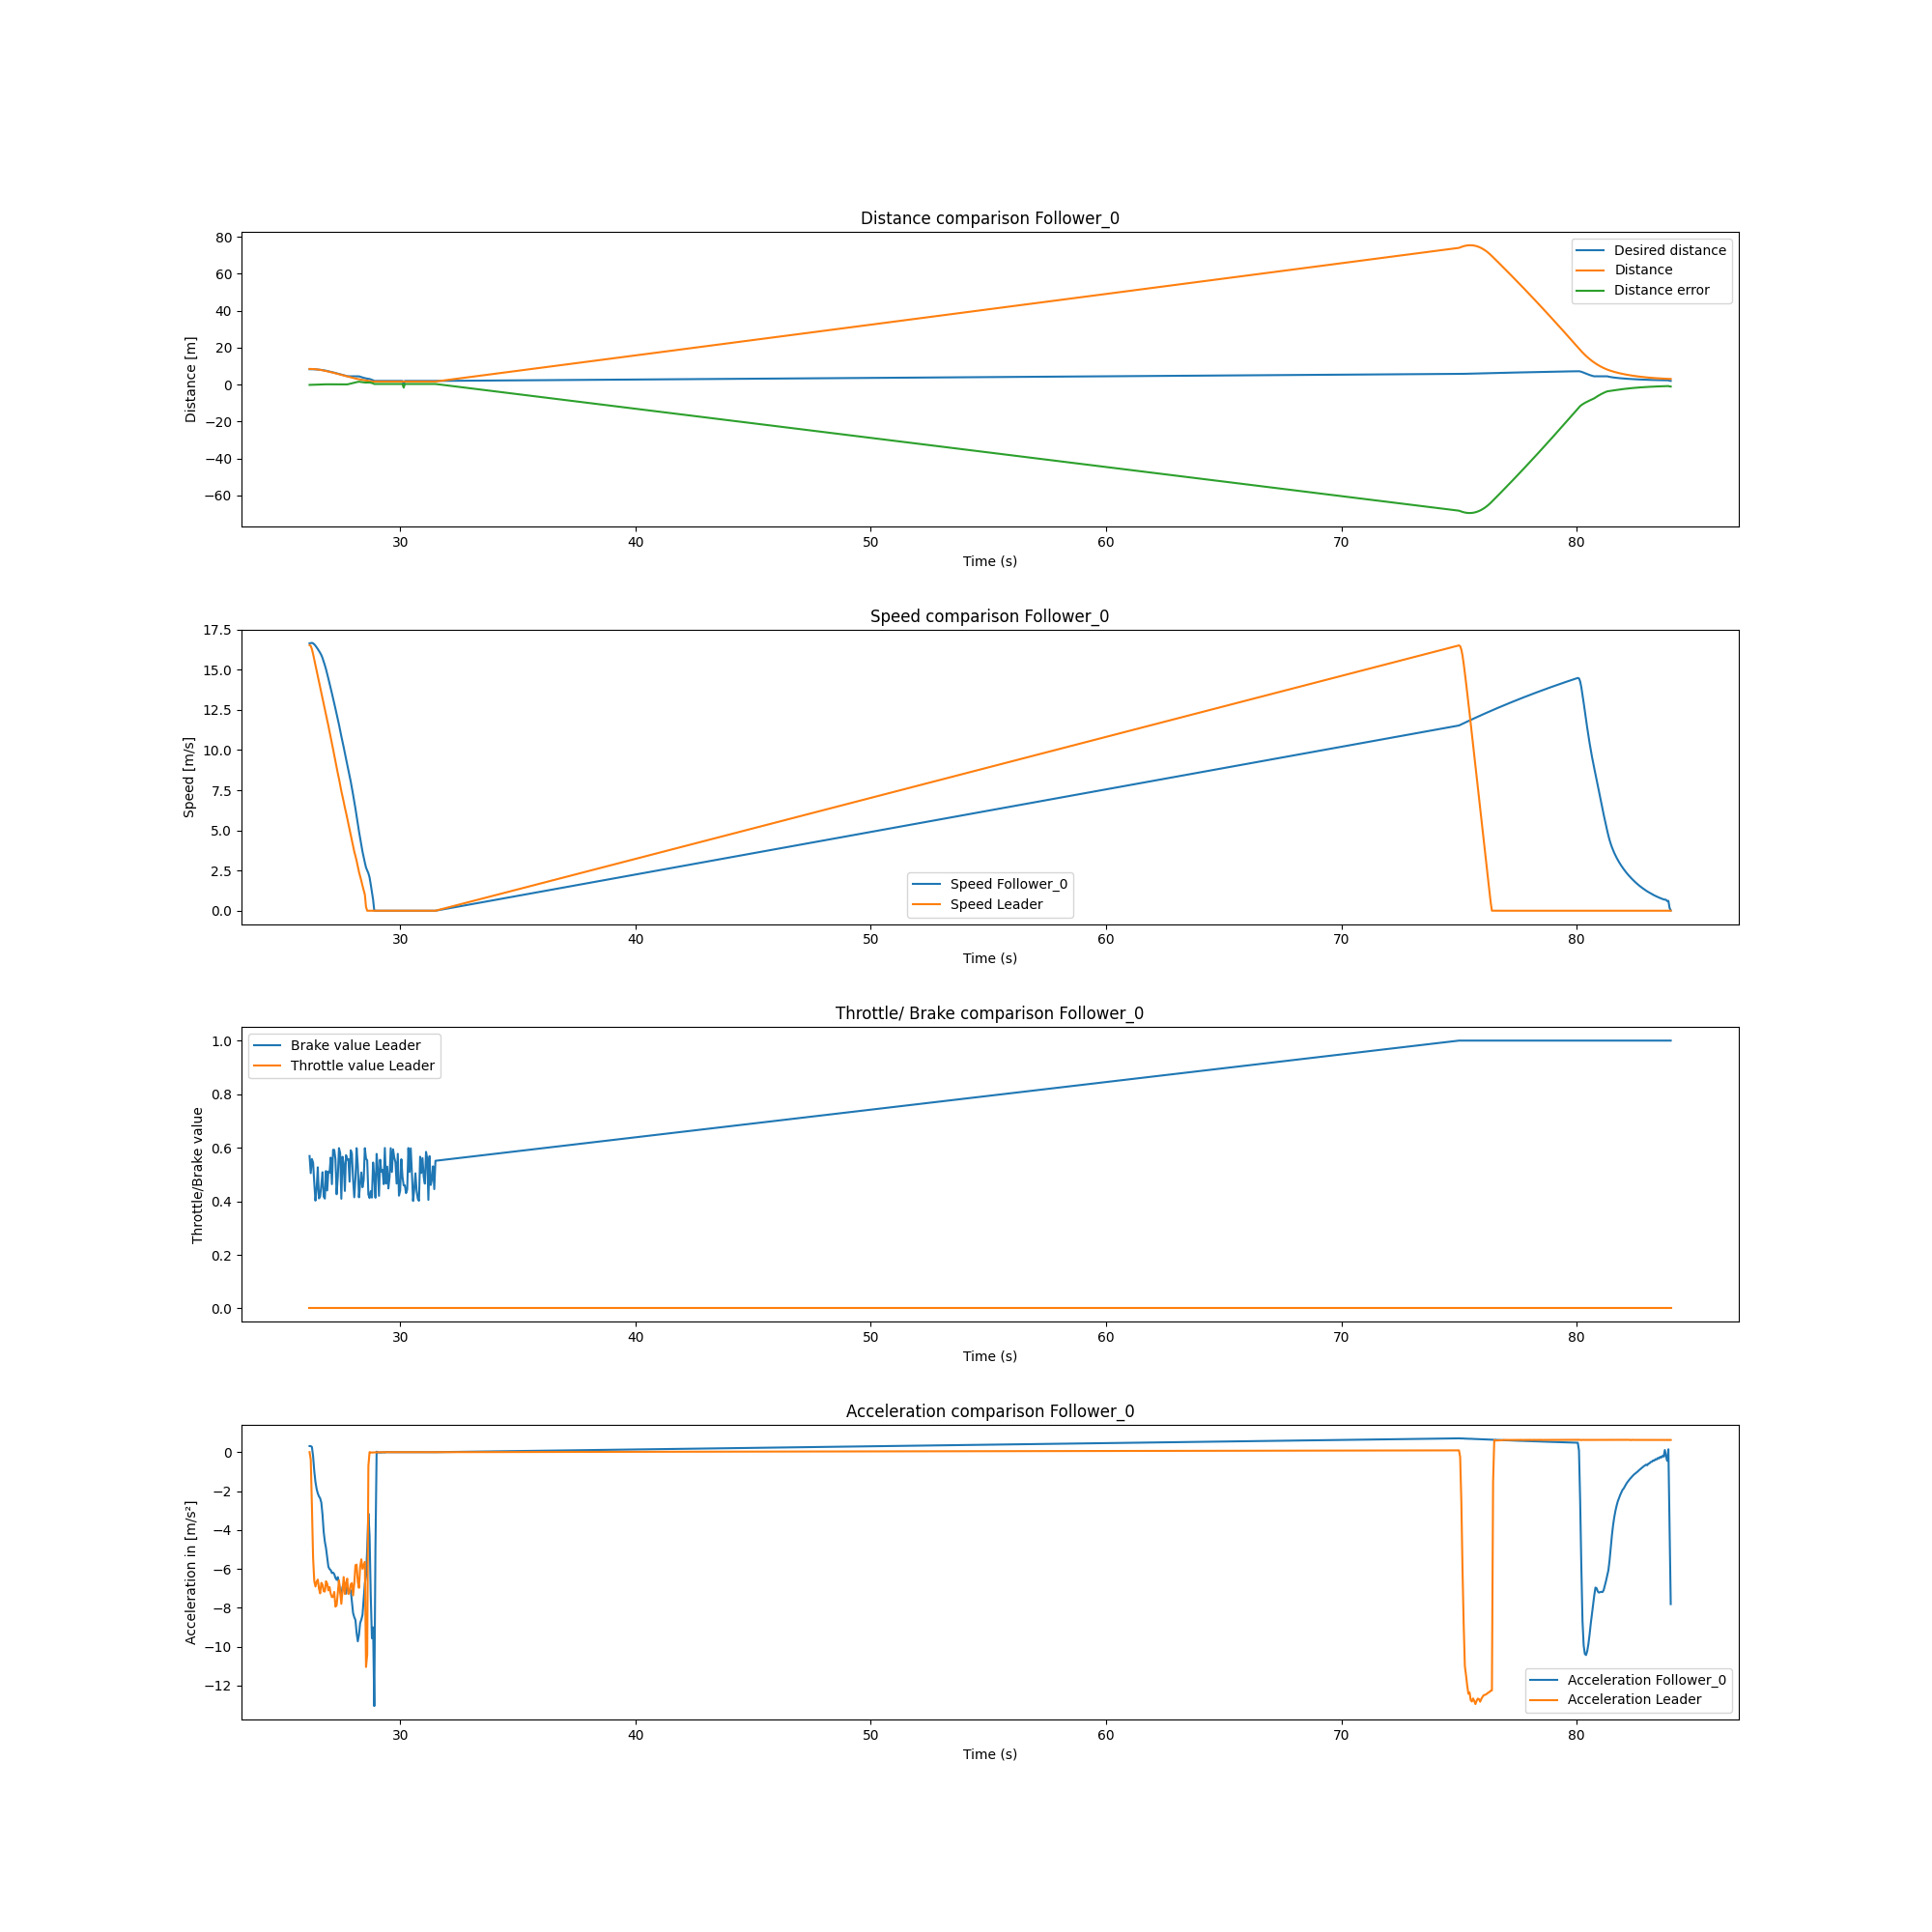 Distance comparison Follower_0
80
60
40
20
0
−20
−40
−60
Distance [m]
Desired distance
Distance
Distance error
30 40 50 60 70 80
Time (s)
Speed comparison Follower_0
17.5
15.0
12.5
10.0
7.5
5.0
2.5
0.0
Speed [m/s]
Speed Follower_0
Speed Leader
30 40 50 60 70 80
Time (s)
Throttle/ Brake comparison Follower_0
1.0
0.8
0.6
0.4
0.2
0.0
Throttle/Brake value
Brake value Leader
Throttle value Leader
30 40 50 60 70 80
Time (s)
Acceleration comparison Follower_0
0
−2
−4
−6
−8
−10
−12
Acceleration in [m/s²]
Acceleration Follower_0
Acceleration Leader
30 40 50 60 70 80
Time (s)